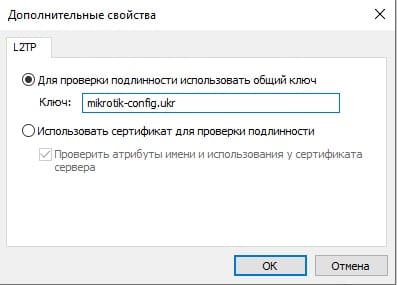 Дополнительные свойства
L2TP
Для проверки подлинности использовать общий ключ
Ключ: mikrotik-config.ukr
Использовать сертификат для проверки подлинности
Проверить атрибуты имени и использования у сертификата
сервера
OK Отмена